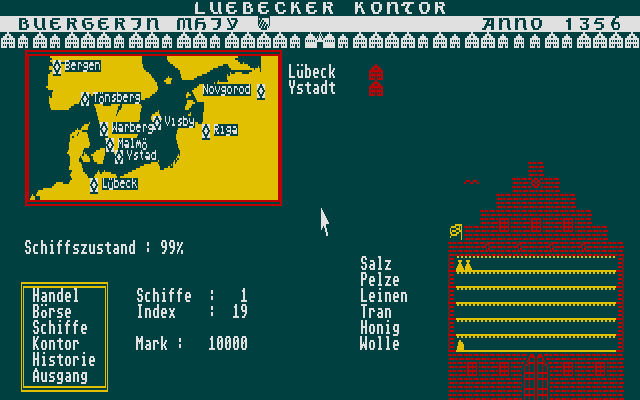 LUEBECKER KONTOR
BUERGERIN MHIV ANNO 1356
Bergen
Tönsberg
Novgorod
Warberg
Visby
Riga
Malmö
Ystad
Lübeck
Lübeck
Ystadt
Schiffszustand : 99%
Handel
Börse
Schiffe
Kontor
Historie
Ausgang
Schiffe : 1
Index : 19
Mark : 10000
Salz
Pelze
Leinen
Tran
Honig
Wolle